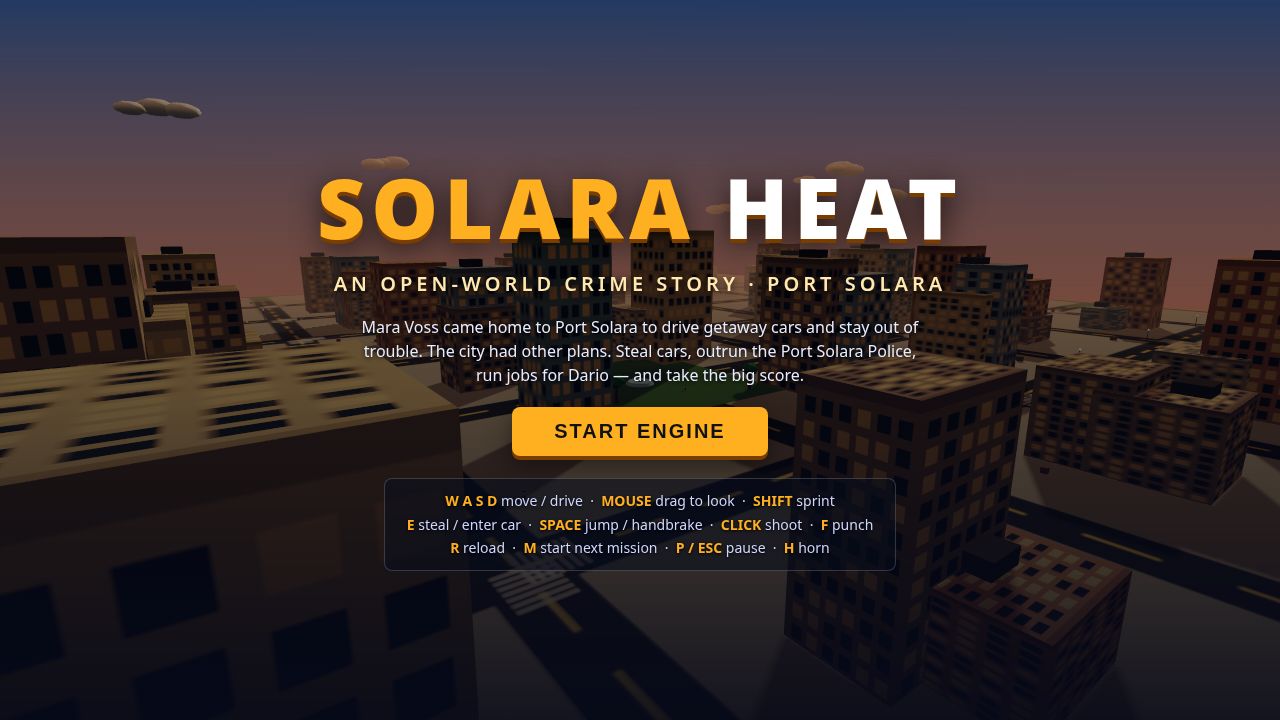 SOLARA HEAT
AN OPEN-WORLD CRIME STORY · PORT SOLARA
Mara Voss came home to Port Solara to drive getaway cars and stay out of
trouble. The city had other plans. Steal cars, outrun the Port Solara Police,
run jobs for Dario — and take the big score.
START ENGINE
W A S D move / drive · MOUSE drag to look · SHIFT sprint
E steal / enter car · SPACE jump / handbrake · CLICK shoot · F punch
R reload · M start next mission · P / ESC pause · H horn